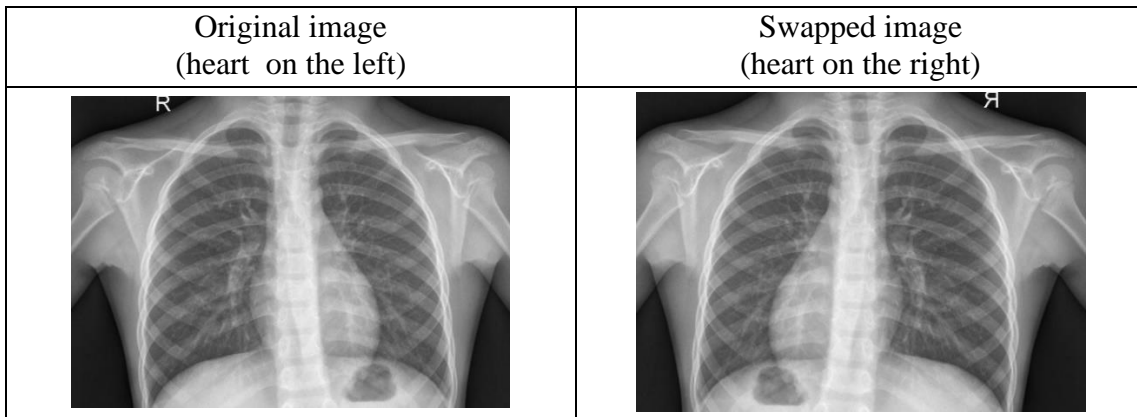 Original image
(heart on the left)
Swapped image
(heart on the right)
R
Я